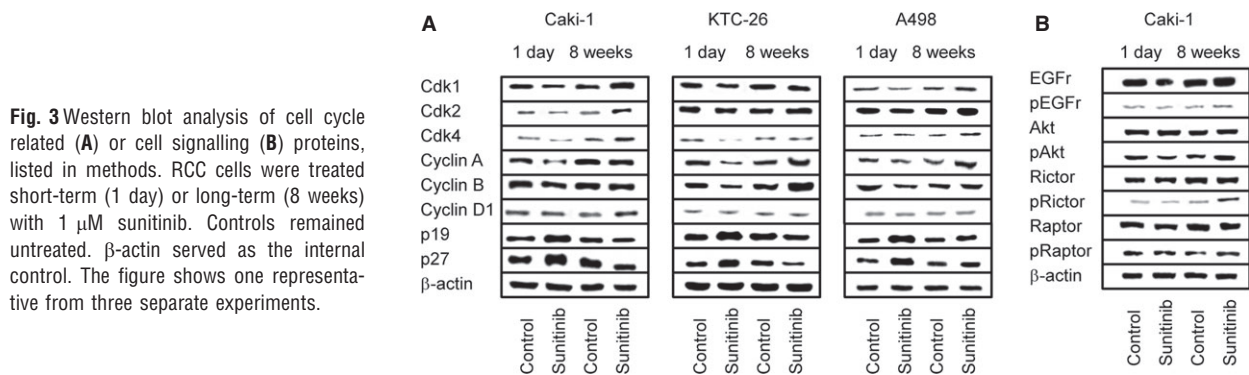 Fig. 3 Western blot analysis of cell cycle
related (A) or cell signalling (B) proteins,
listed in methods. RCC cells were treated
short-term (1 day) or long-term (8 weeks)
with 1 μM sunitinib. Controls remained
untreated. β-actin served as the internal
control. The figure shows one representa-
tive from three separate experiments.
A
Caki-1 KTC-26 A498
1 day 8 weeks 1 day 8 weeks 1 day 8 weeks
Cdk1
Cdk2
Cdk4
Cyclin A
Cyclin B
Cyclin D1
p19
p27
β-actin
Control Sunitinib Control Sunitinib Control Sunitinib Control Sunitinib Control Sunitinib Control Sunitinib
B
Caki-1
1 day 8 weeks
EGFr
pEGFr
Akt
pAkt
Rictor
pRictor
Raptor
pRaptor
β-actin
Control Sunitinib Control Sunitinib